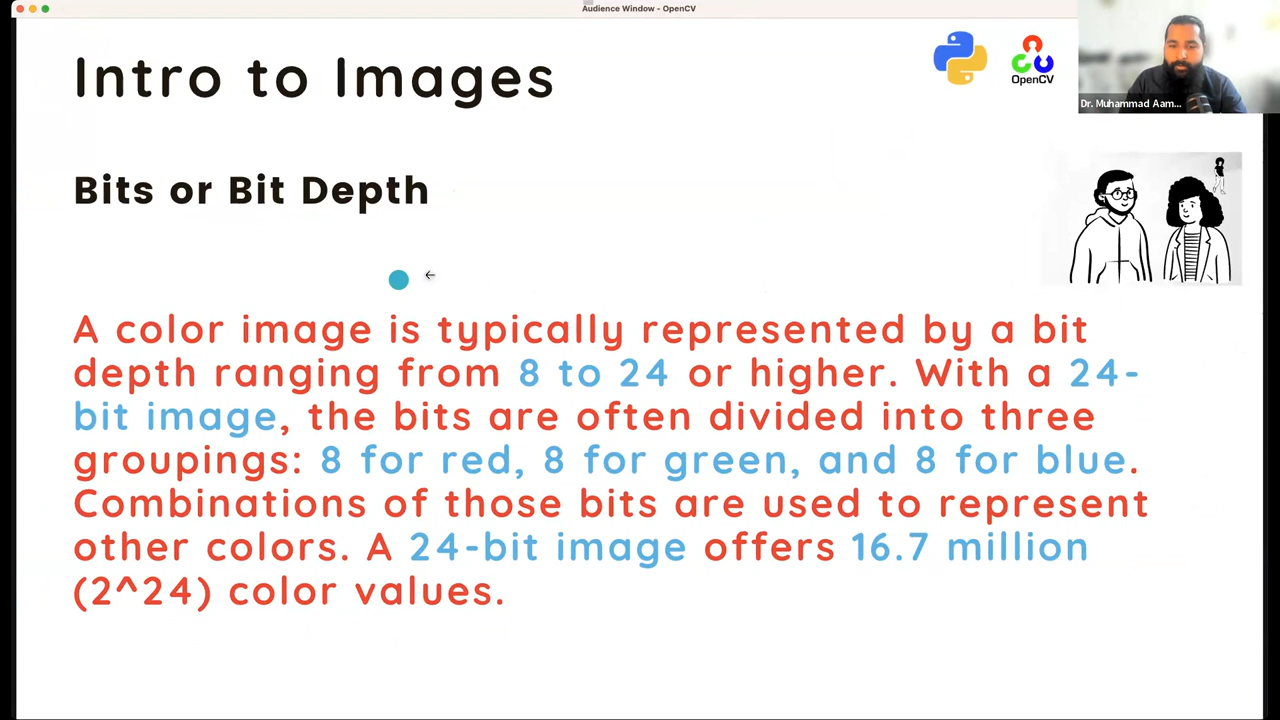 Audience Window - OpenCV
Intro to Images
OpenCV
Dr. Muhammad Aam...
Bits or Bit Depth
A color image is typically represented by a bit
depth ranging from 8 to 24 or higher. With a 24-
bit image, the bits are often divided into three
groupings: 8 for red, 8 for green, and 8 for blue.
Combinations of those bits are used to represent
other colors. A 24-bit image offers 16.7 million
(2^24) color values.